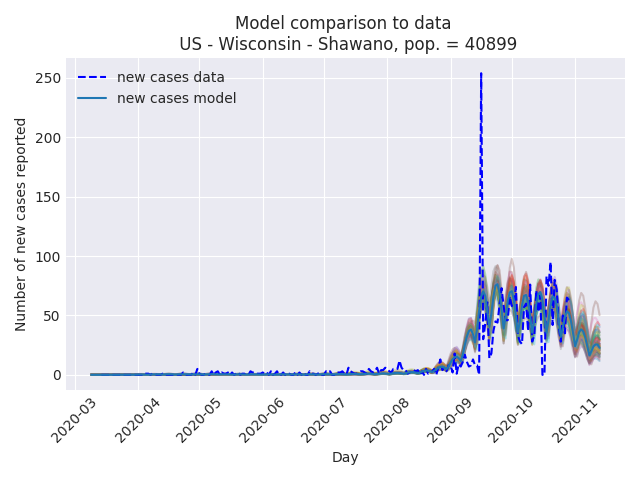 Model comparison to data
US - Wisconsin - Shawano, pop. = 40899
new cases data
new cases model
Number of new cases reported
250
200
150
100
50
0
2020-03
2020-04
2020-05
2020-06
2020-07
2020-08
2020-09
2020-10
2020-11
Day